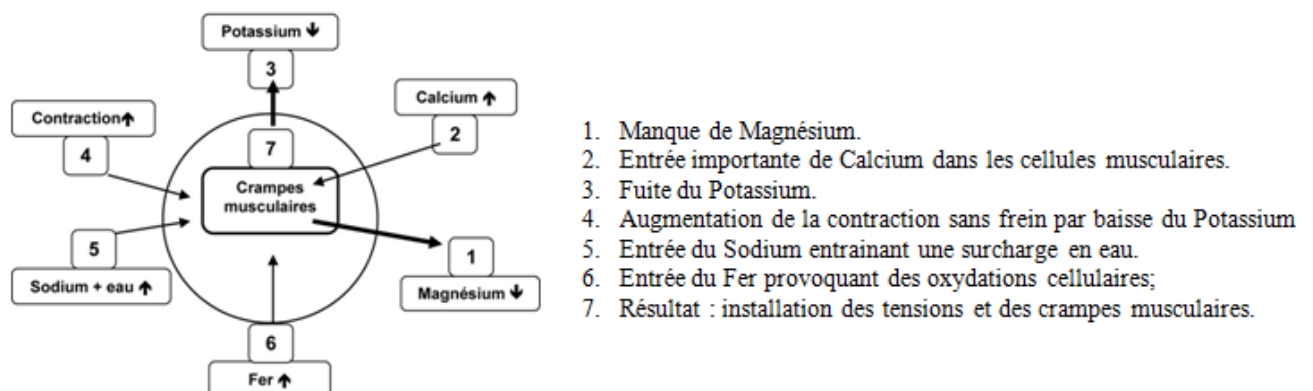 Potassium ↓
3
Calcium ↑
2
Contraction↑
4
7
Crampes
musculaires
5
Sodium + eau ↑
1
Magnésium ↓
6
Fer ↑
1. Manque de Magnésium.
2. Entrée importante de Calcium dans les cellules musculaires.
3. Fuite du Potassium.
4. Augmentation de la contraction sans frein par baisse du Potassium
5. Entrée du Sodium entrainant une surcharge en eau.
6. Entrée du Fer provoquant des oxydations cellulaires;
7. Résultat : installation des tensions et des crampes musculaires.